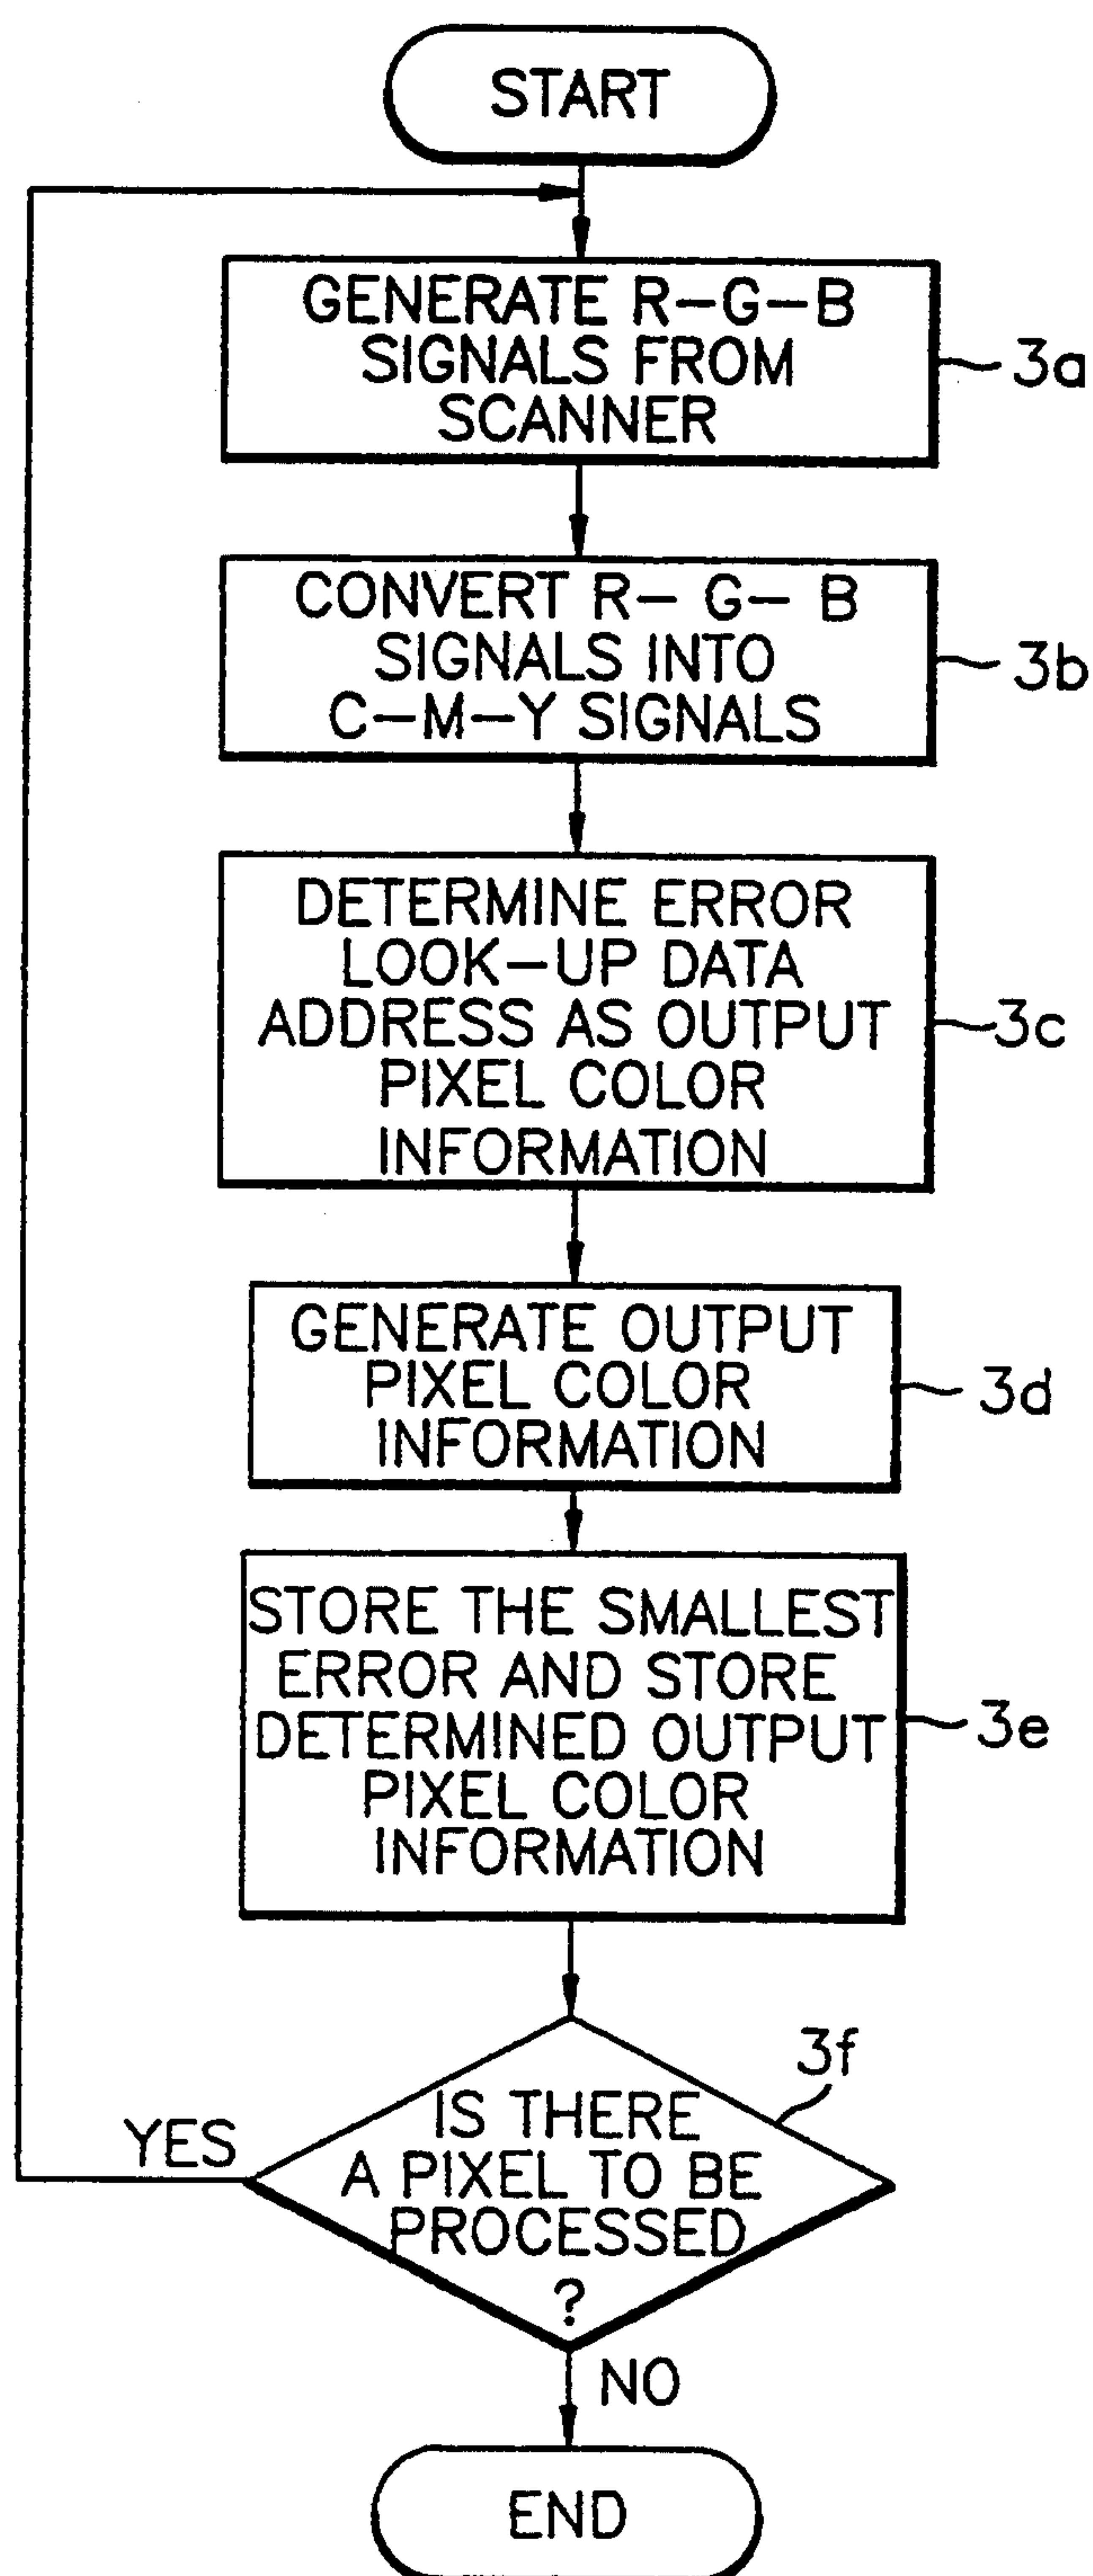 START
GENERATE R-G-B
SIGNALS FROM
SCANNER
3a
CONVERT R- G- B
SIGNALS INTO
C-M-Y SIGNALS
3b
DETERMINE ERROR
LOOK-UP DATA
ADDRESS AS OUTPUT
PIXEL COLOR
INFORMATION
3c
GENERATE OUTPUT
PIXEL COLOR
INFORMATION
3d
STORE THE SMALLEST
ERROR AND STORE
DETERMINED OUTPUT
PIXEL COLOR
INFORMATION
3e
3f
IS THERE
A PIXEL TO BE
PROCESSED
?
YES
NO
END